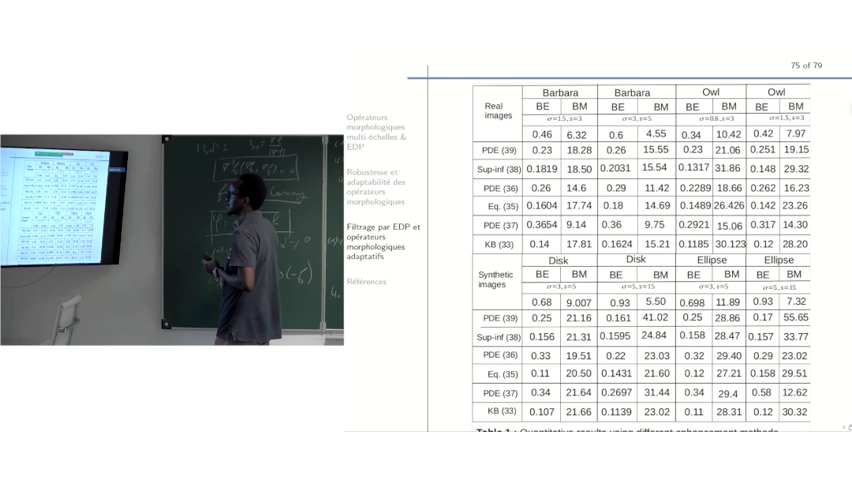 75 of 79
Opérateurs
morphologiques
multi-échelles &
EDP
Robustesse et
adaptabilité des
opérateurs
morphologiques
Filtrage par EDP et
opérateurs
morphologiques
adaptatifs
Références
Real images Barbara Barbara Owl Owl
BE BM BE BM BE BM BE BM
σ=1.5,s=3 σ=3,s=5 σ=0.6,s=3 σ=1.5,s=3
0.46 6.32 0.6 4.55 0.34 10.42 0.42 7.97
PDE (39) 0.23 18.28 0.26 15.55 0.23 21.06 0.251 19.15
Sup-inf (38) 0.1819 18.50 0.2031 15.54 0.1317 31.86 0.148 29.32
PDE (36) 0.26 14.6 0.29 11.42 0.2289 18.66 0.262 16.23
Eq. (35) 0.1604 17.74 0.18 14.69 0.1489 26.426 0.142 23.26
PDE (37) 0.3654 9.14 0.36 9.75 0.2921 15.06 0.317 14.30
KB (33) 0.14 17.81 0.1624 15.21 0.1185 30.123 0.12 28.20
Synthetic images Disk Disk Ellipse Ellipse
BE BM BE BM BE BM BE BM
σ=3,s=5 σ=5,s=15 σ=3,s=5 σ=5,s=15
0.68 9.007 0.93 5.50 0.698 11.89 0.93 7.32
PDE (39) 0.25 21.16 0.161 41.02 0.25 28.86 0.17 55.65
Sup-inf (38) 0.156 21.31 0.1595 24.84 0.158 28.47 0.157 33.77
PDE (36) 0.33 19.51 0.22 23.03 0.32 29.40 0.29 23.02
Eq. (35) 0.11 20.50 0.1431 21.60 0.12 27.21 0.158 29.51
PDE (37) 0.34 21.64 0.2697 31.44 0.34 29.4 0.58 12.62
KB (33) 0.107 21.66 0.1139 23.02 0.11 28.31 0.12 30.32
Table 1 : Quantitative results using different enhancement methods